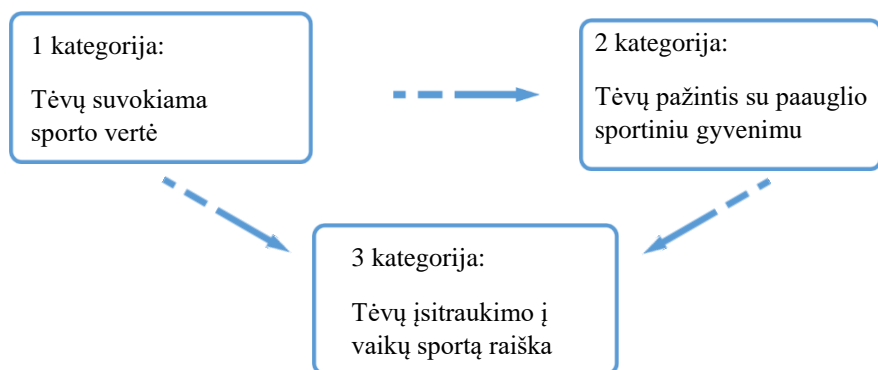 1 kategorija:
Tėvų suvokiama
sporto vertė
2 kategorija:
Tėvų pažintis su paauglio
sportiniu gyvenimu
3 kategorija:
Tėvų įsitraukimo į
vaikų sportą raiška